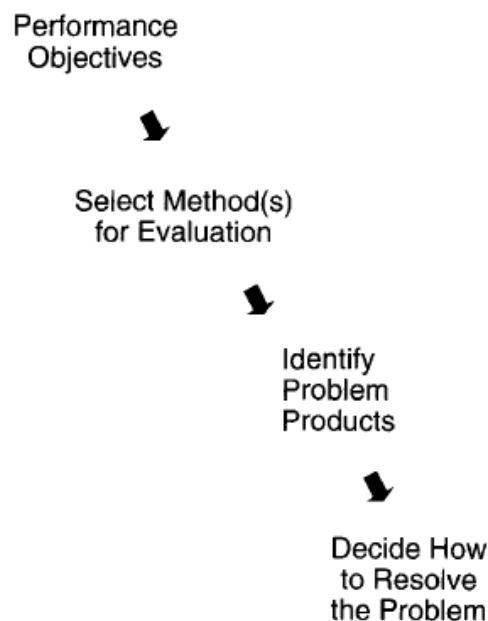 Performance
Objectives
Select Method(s)
for Evaluation
Identify
Problem
Products
Decide How
to Resolve
the Problem